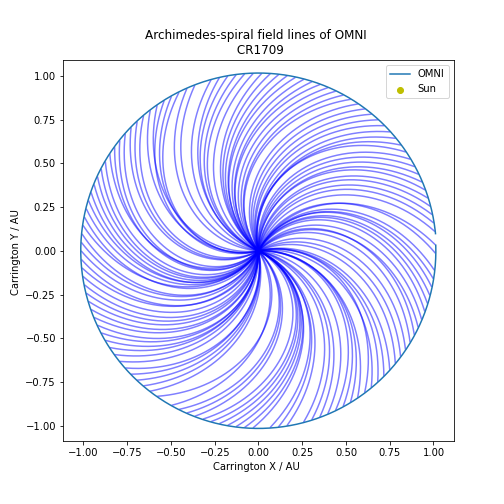 Archimedes-spiral field lines of OMNI
CR1709
OMNI
Sun
1.00
0.75
0.50
0.25
0.00
−0.25
−0.50
−0.75
−1.00
Carrington Y / AU
−1.00 −0.75 −0.50 −0.25 0.00 0.25 0.50 0.75 1.00
Carrington X / AU